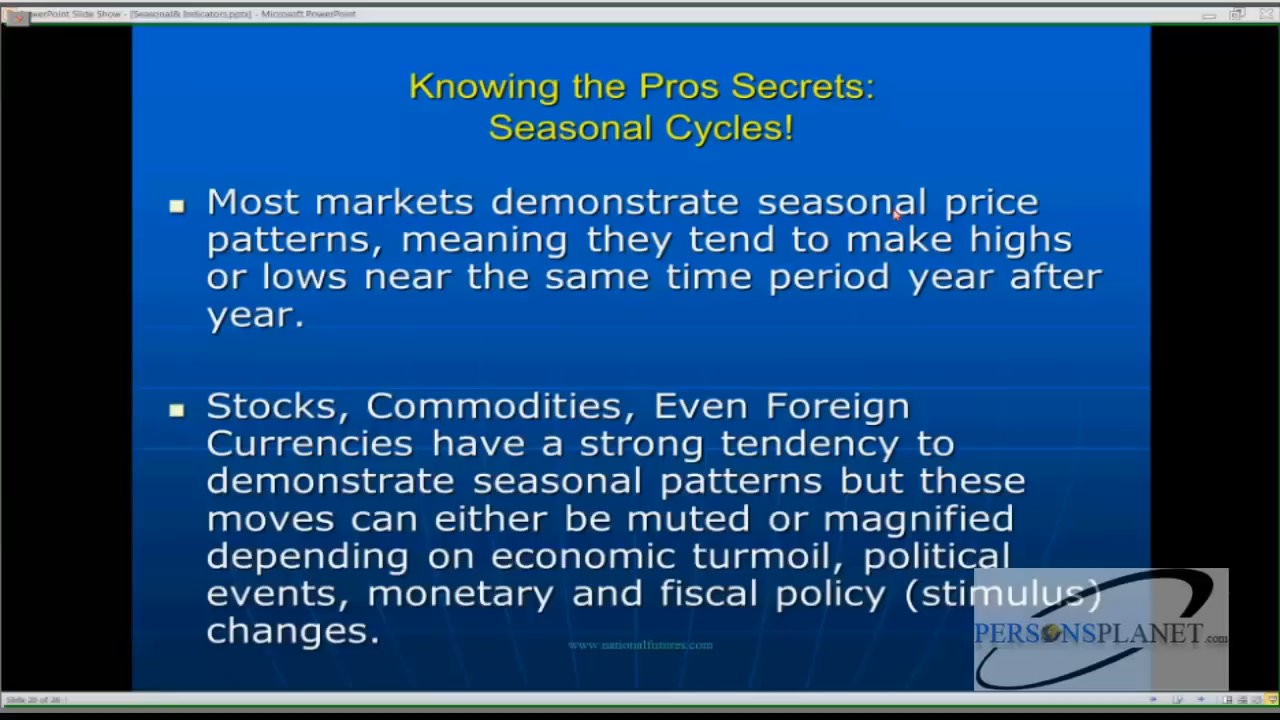 PowerPoint Slide Show - [Seasonal& Indicators.pptx] - Microsoft PowerPoint
Knowing the Pros Secrets:
Seasonal Cycles!
Most markets demonstrate seasonal price
patterns, meaning they tend to make highs
or lows near the same time period year after
year.
Stocks, Commodities, Even Foreign
Currencies have a strong tendency to
demonstrate seasonal patterns but these
moves can either be muted or magnified
depending on economic turmoil, political
events, monetary and fiscal policy (stimulus)
changes.
www.nationalfutures.com
PERSONSPLANET.com